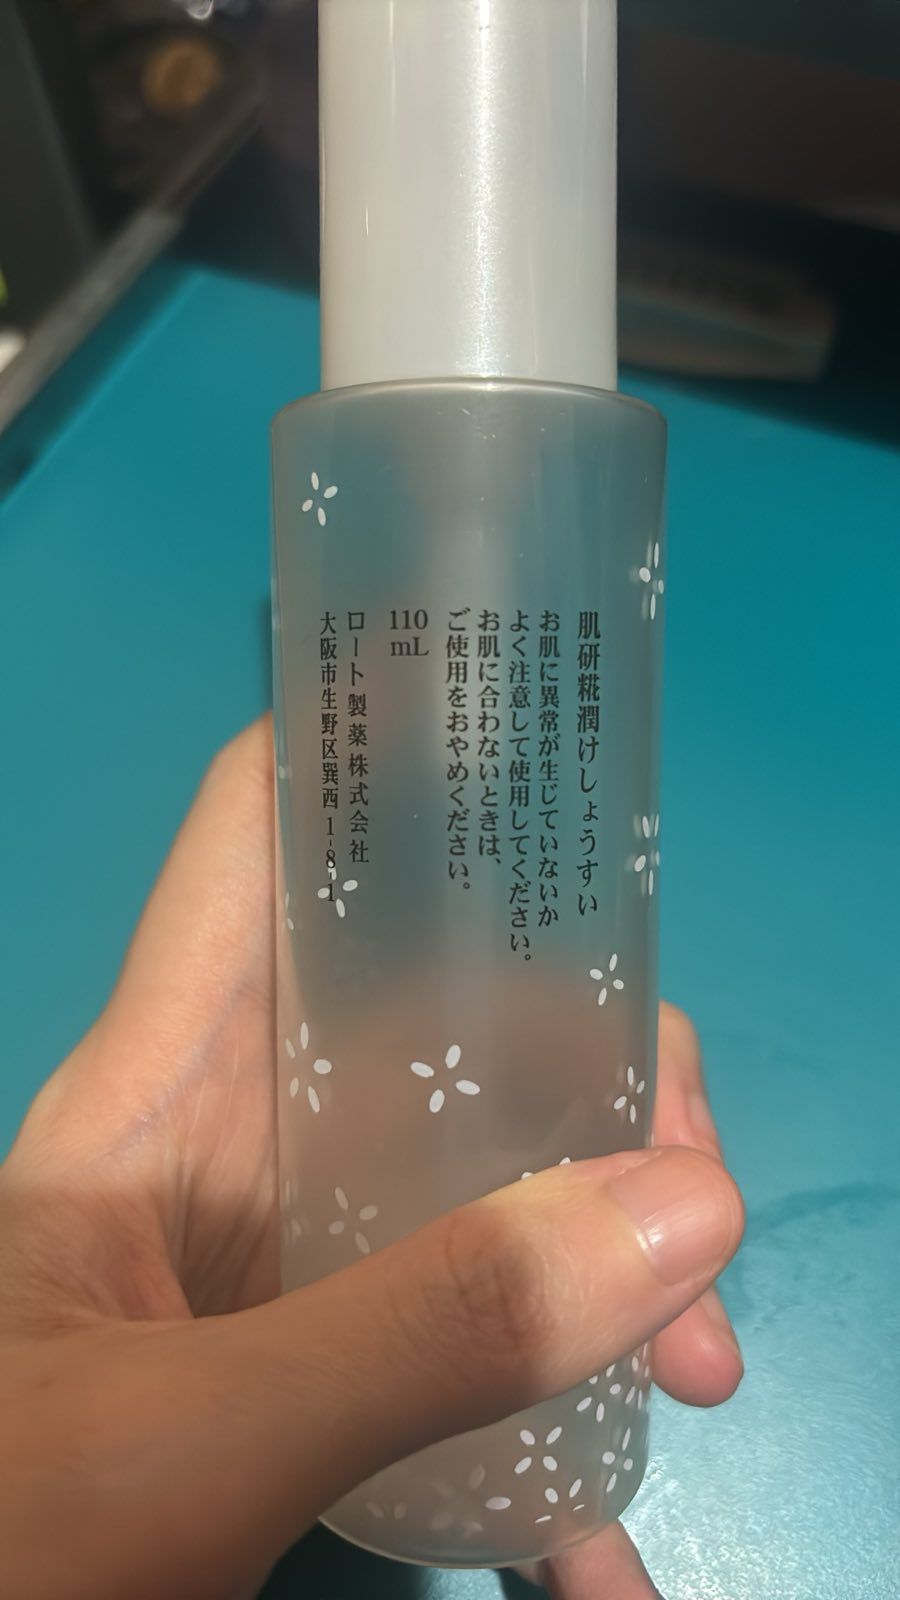 肌研糀潤けしょうすい
お肌に異常が生じていないか
よく注意して使用してください。
お肌に合わないときは、
ご使用をおやめください。
110
mL
ロート製薬株式会社
大阪市生野区巽西1-8-1